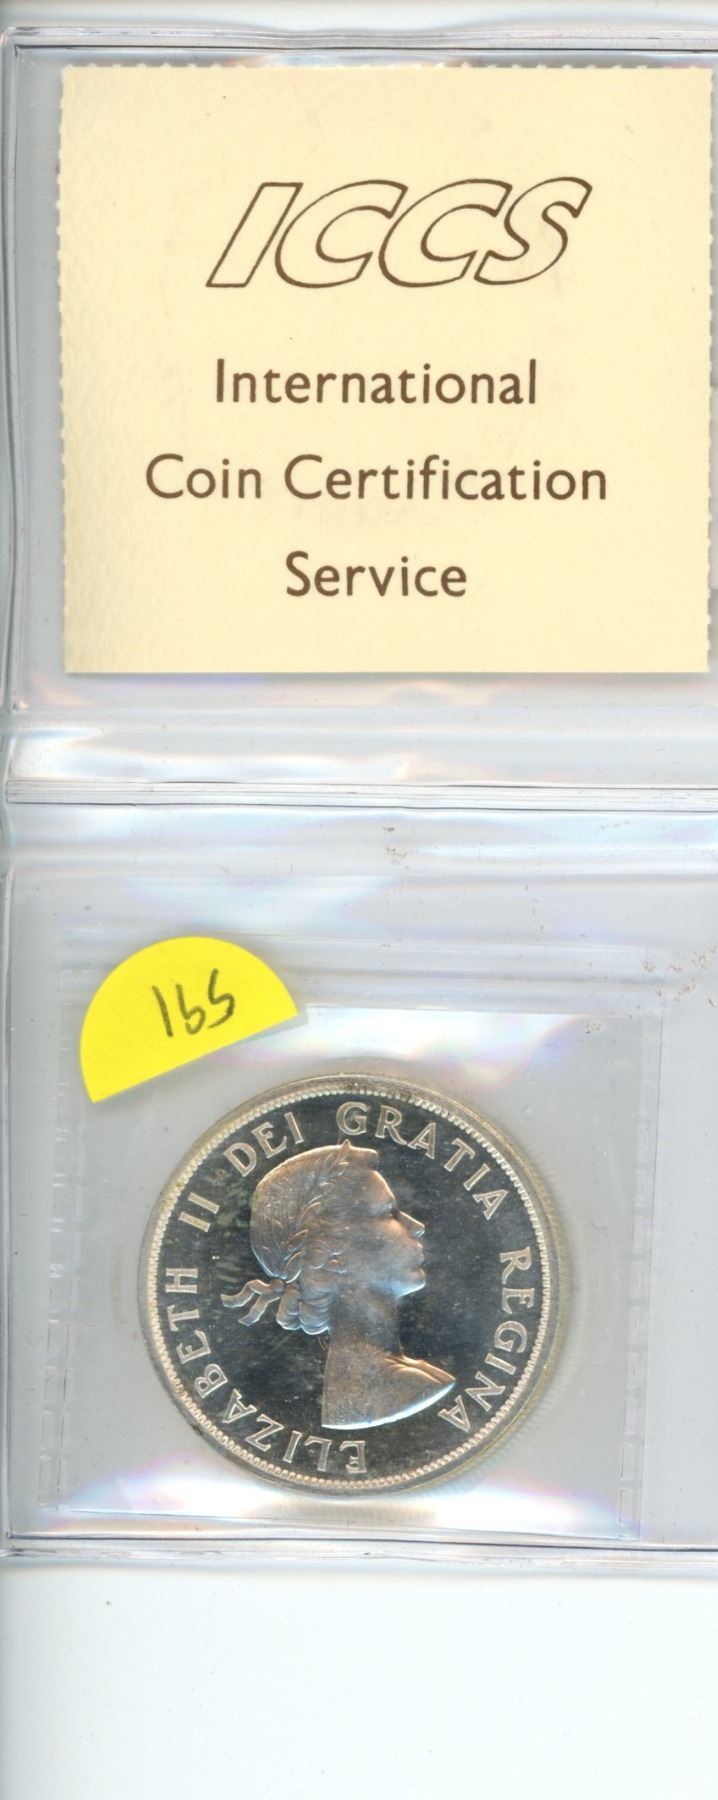 ICCS
International
Coin Certification
Service
165
ELIZABETH II DEI GRATIA REGINA